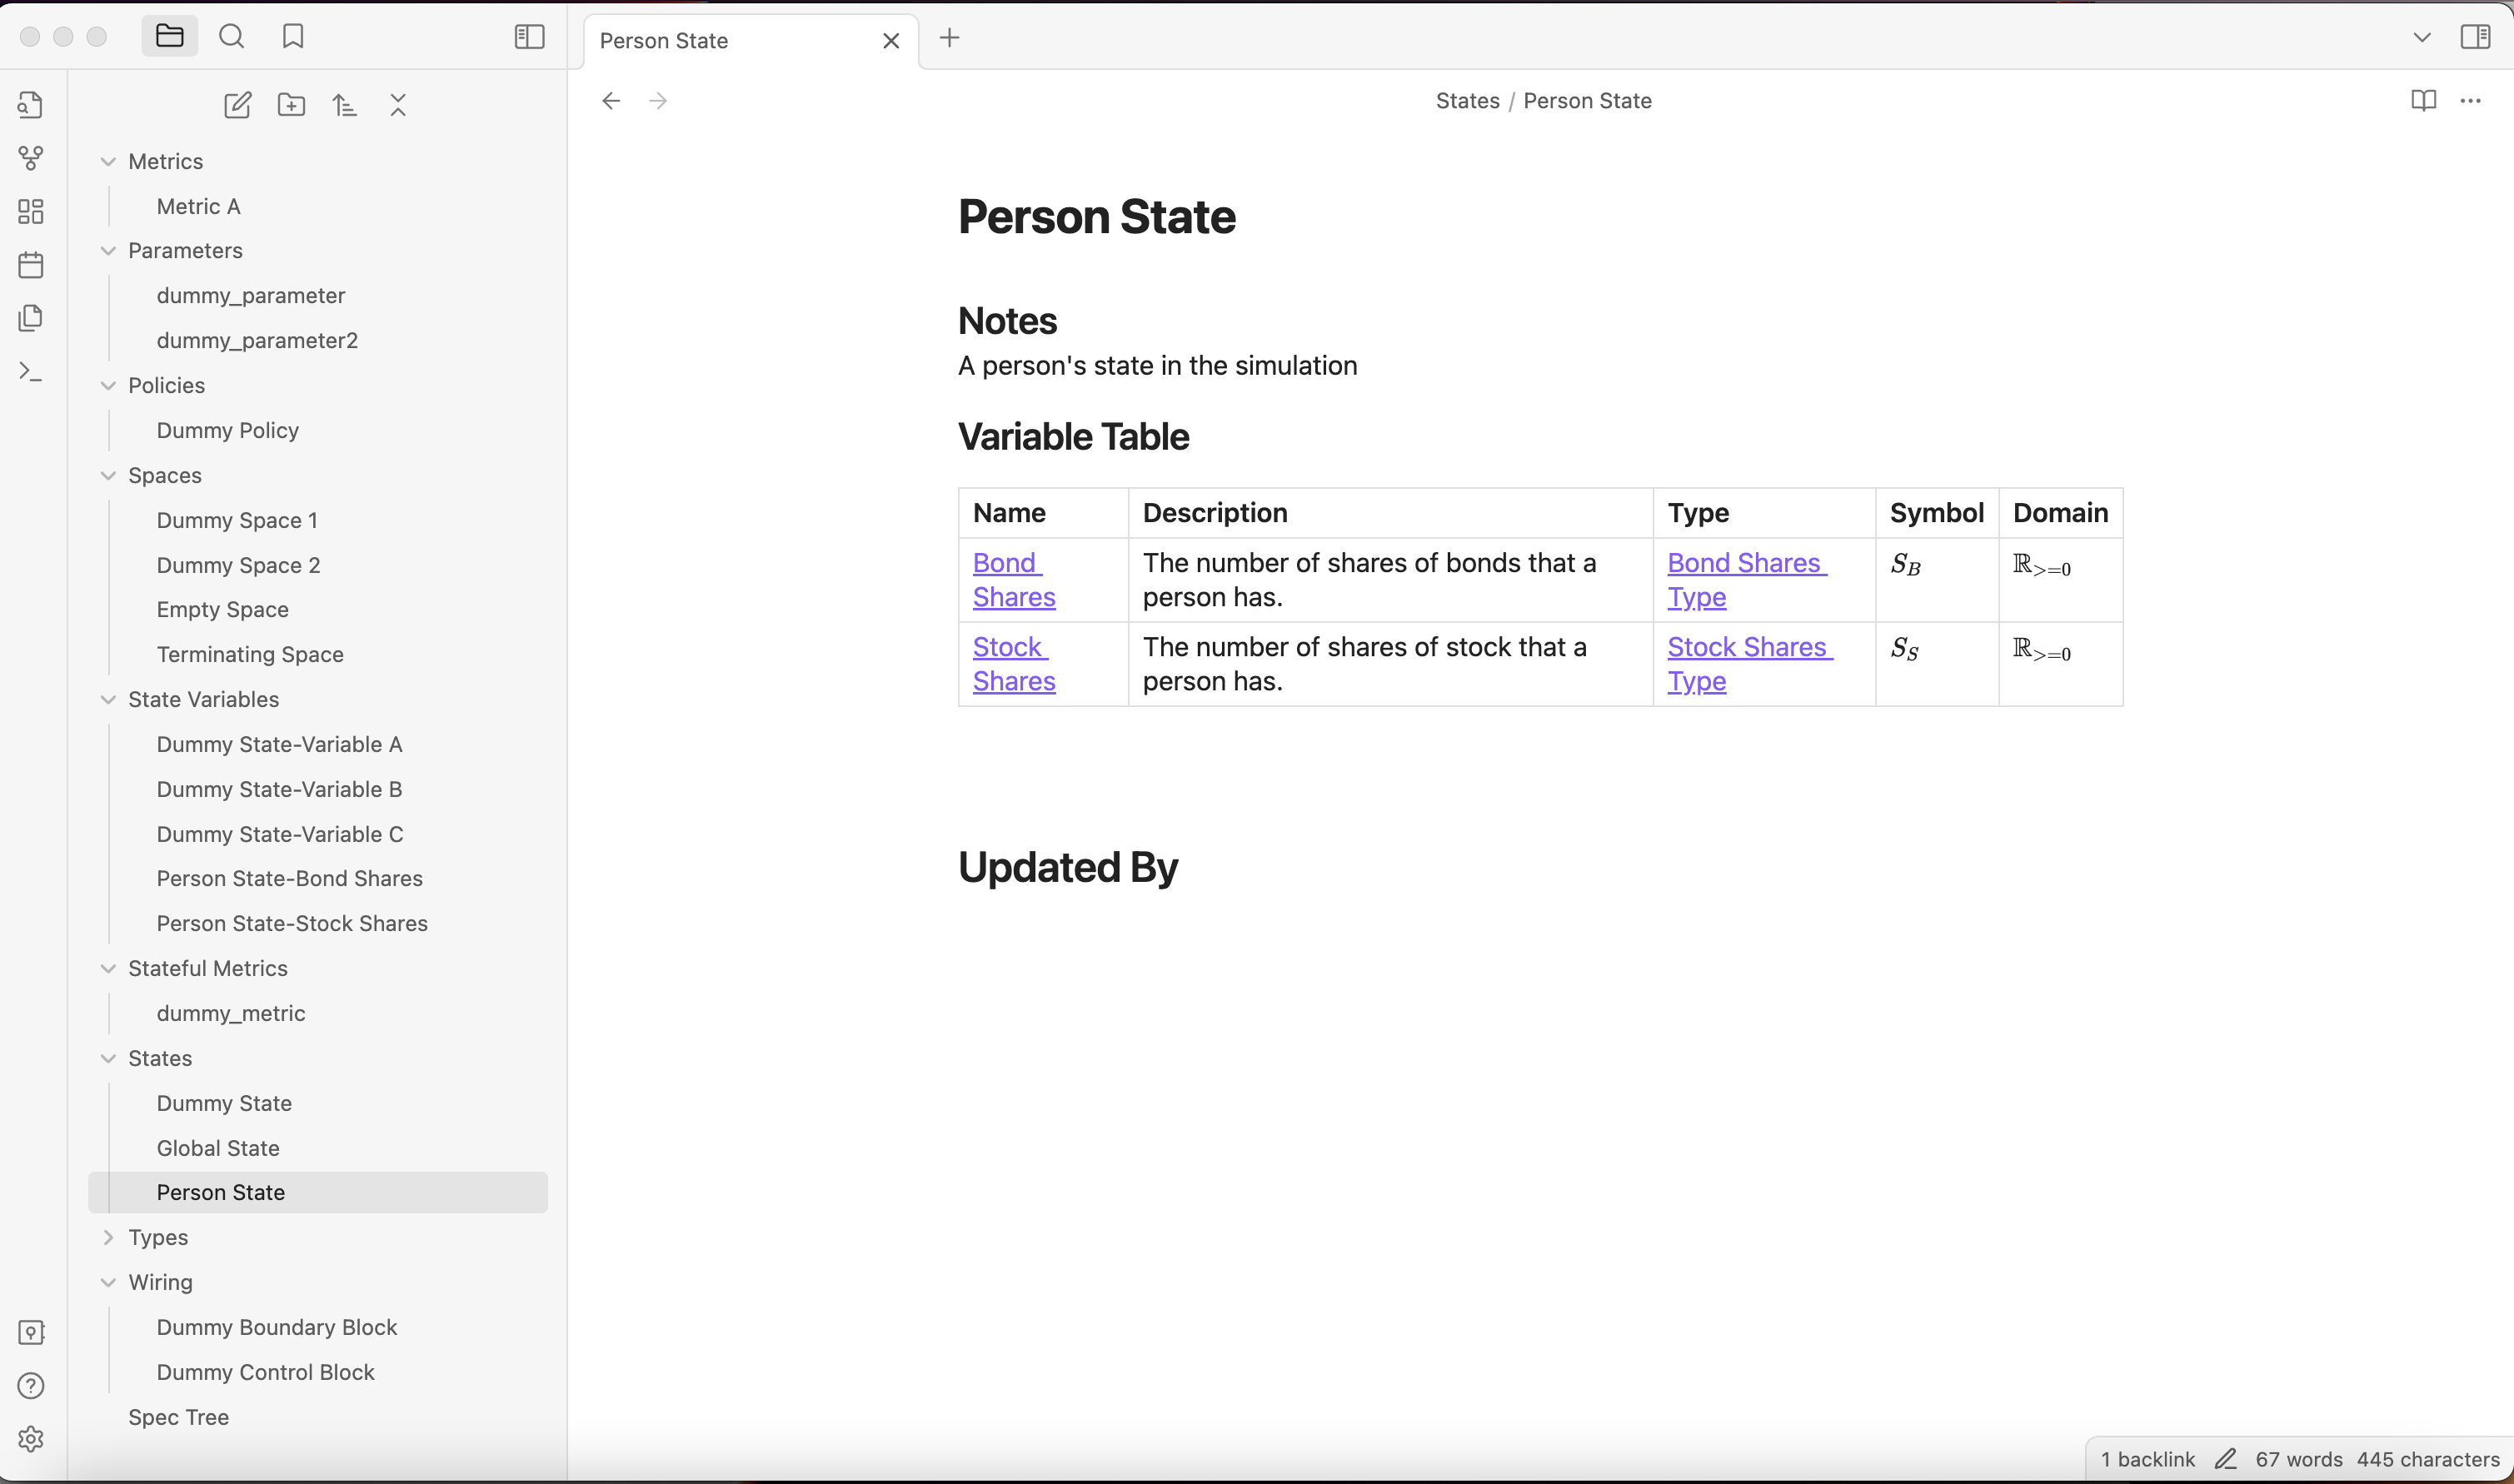 Person State
States / Person State
Metrics
Metric A
Parameters
dummy_parameter
dummy_parameter2
Policies
Dummy Policy
Spaces
Dummy Space 1
Dummy Space 2
Empty Space
Terminating Space
State Variables
Dummy State-Variable A
Dummy State-Variable B
Dummy State-Variable C
Person State-Bond Shares
Person State-Stock Shares
Stateful Metrics
dummy_metric
States
Dummy State
Global State
Person State
Types
Wiring
Dummy Boundary Block
Dummy Control Block
Spec Tree
Person State
Notes
A person's state in the simulation
Variable Table
Name Description Type Symbol Domain
Bond The number of shares of bonds that a Bond Shares S_B ℝ_{>=0}
Shares person has. Type
Stock The number of shares of stock that a Stock Shares S_S ℝ_{>=0}
Shares person has. Type
Updated By
1 backlink 67 words 445 characters